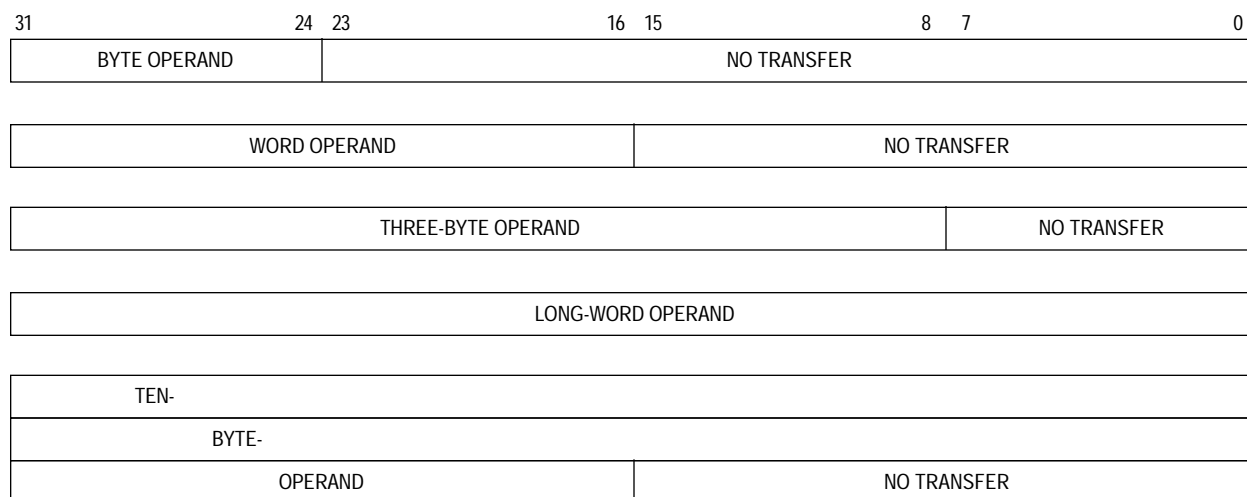 31 24 23 16 15 8 7 0
BYTE OPERAND NO TRANSFER
WORD OPERAND NO TRANSFER
THREE-BYTE OPERAND NO TRANSFER
LONG-WORD OPERAND
TEN-
BYTE-
OPERAND NO TRANSFER